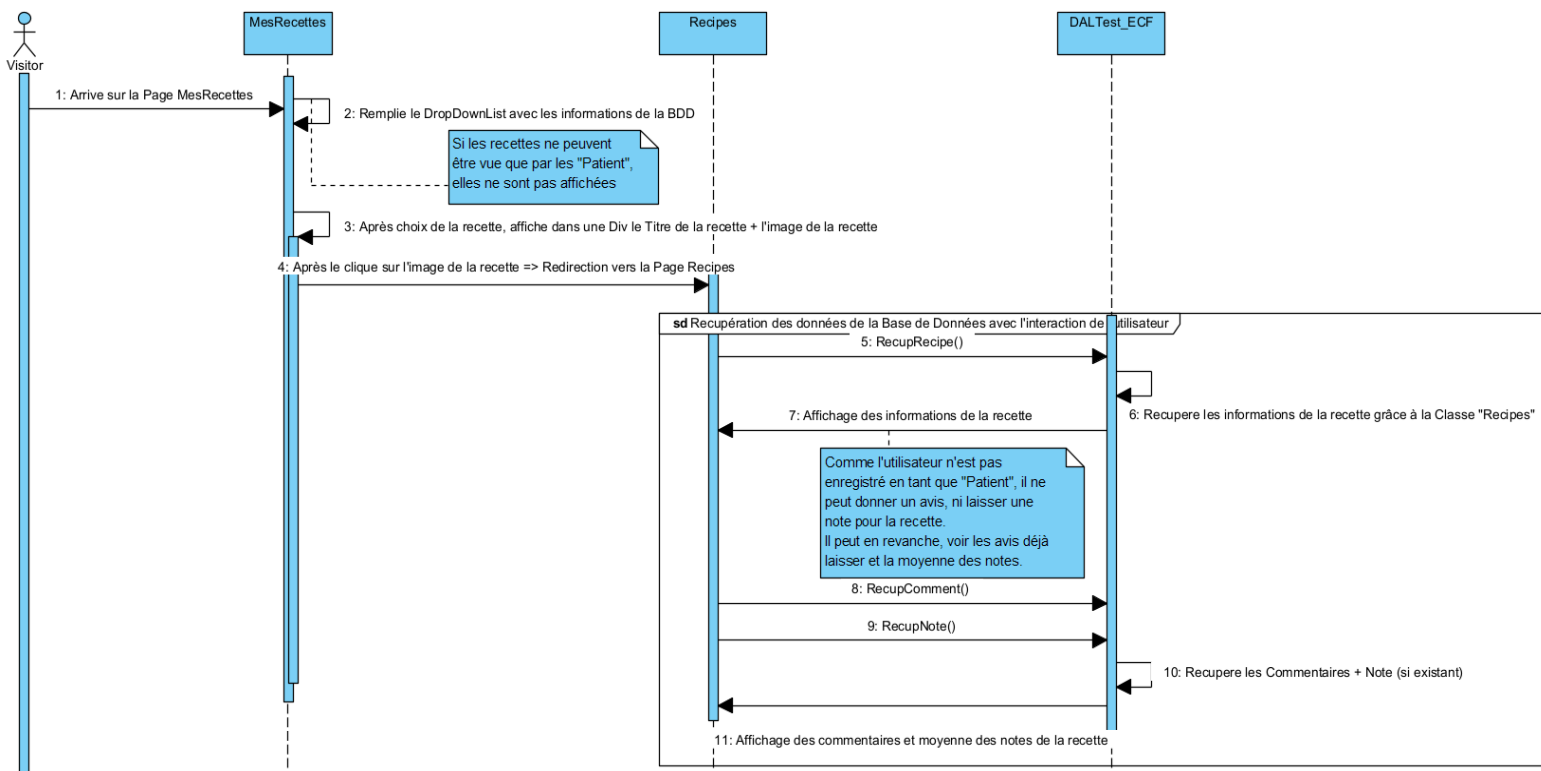 MesRecettes
Recipes
DALTest_ECF
Visitor
1: Arrive sur la Page MesRecettes
2: Remplie le DropDownList avec les informations de la BDD
Si les recettes ne peuvent
être vue que par les "Patient",
elles ne sont pas affichées
3: Après choix de la recette, affiche dans une Div le Titre de la recette + l'image de la recette
4: Après le clique sur l'image de la recette => Redirection vers la Page Recipes
sd Recupération des données de la Base de Données avec l'interaction de utilisateur
5: RecupRecipe()
6: Recupere les informations de la recette grâce à la Classe "Recipes"
7: Affichage des informations de la recette
Comme l'utilisateur n'est pas
enregistré en tant que "Patient", il ne
peut donner un avis, ni laisser une
note pour la recette.
Il peut en revanche, voir les avis déjà
laisser et la moyenne des notes.
8: RecupComment()
9: RecupNote()
10: Recupere les Commentaires + Note (si existant)
11: Affichage des commentaires et moyenne des notes de la recette